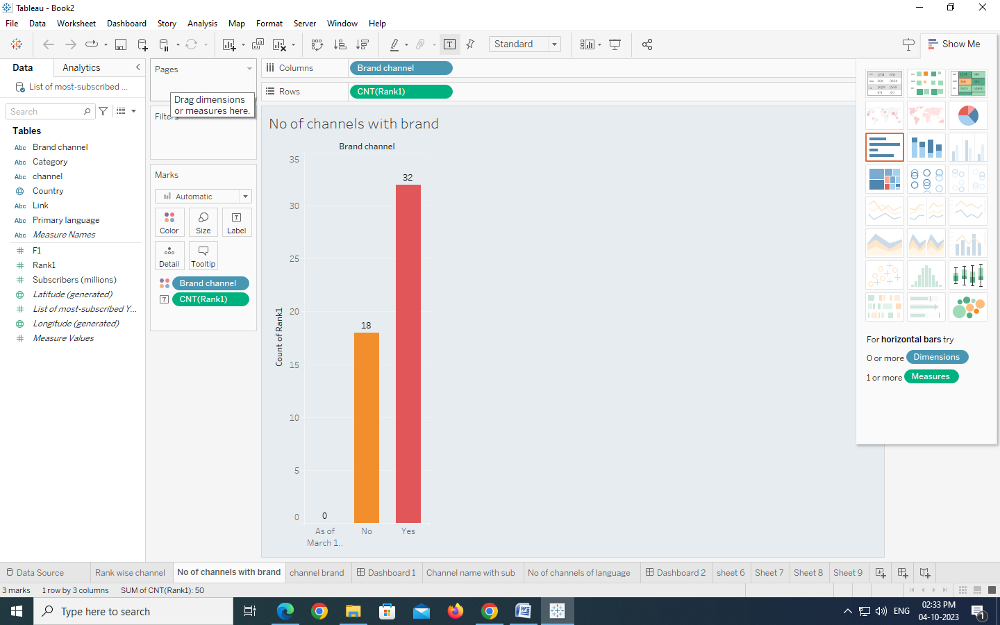 Tableau - Book2
File Data Worksheet Dashboard Story Analysis Map Format Server Window Help
Standard
Show Me
Data Analytics
List of most-subscribed ...
Search
Tables
Abc Brand channel
Abc Category
Abc channel
Country
Abc Link
Abc Primary language
Abc Measure Names
# F1
# Rank1
# Subscribers (millions)
Latitude (generated)
# List of most-subscribed Y...
Longitude (generated)
# Measure Values
Pages
Drag dimensions
or measures here.
Filters
Marks
Automatic
Color Size Label
Detail Tooltip
Brand channel
CNT(Rank1)
Columns Brand channel
Rows CNT(Rank1)
No of channels with brand
Brand channel
35
30
25
20
15
10
5
0
Count of Rank1
0
18
32
As of
March 1..
No
Yes
For horizontal bars try
0 or more Dimensions
1 or more Measures
Data Source Rank wise channel No of channels with brand channel brand Dashboard 1 Channel name with sub No of channels of language Dashboard 2 sheet 6 Sheet 7 Sheet 8 Sheet 9
3 marks 1 row by 3 columns SUM of CNT(Rank1): 50
Type here to search
ENG
02:33 PM
04-10-2023
1